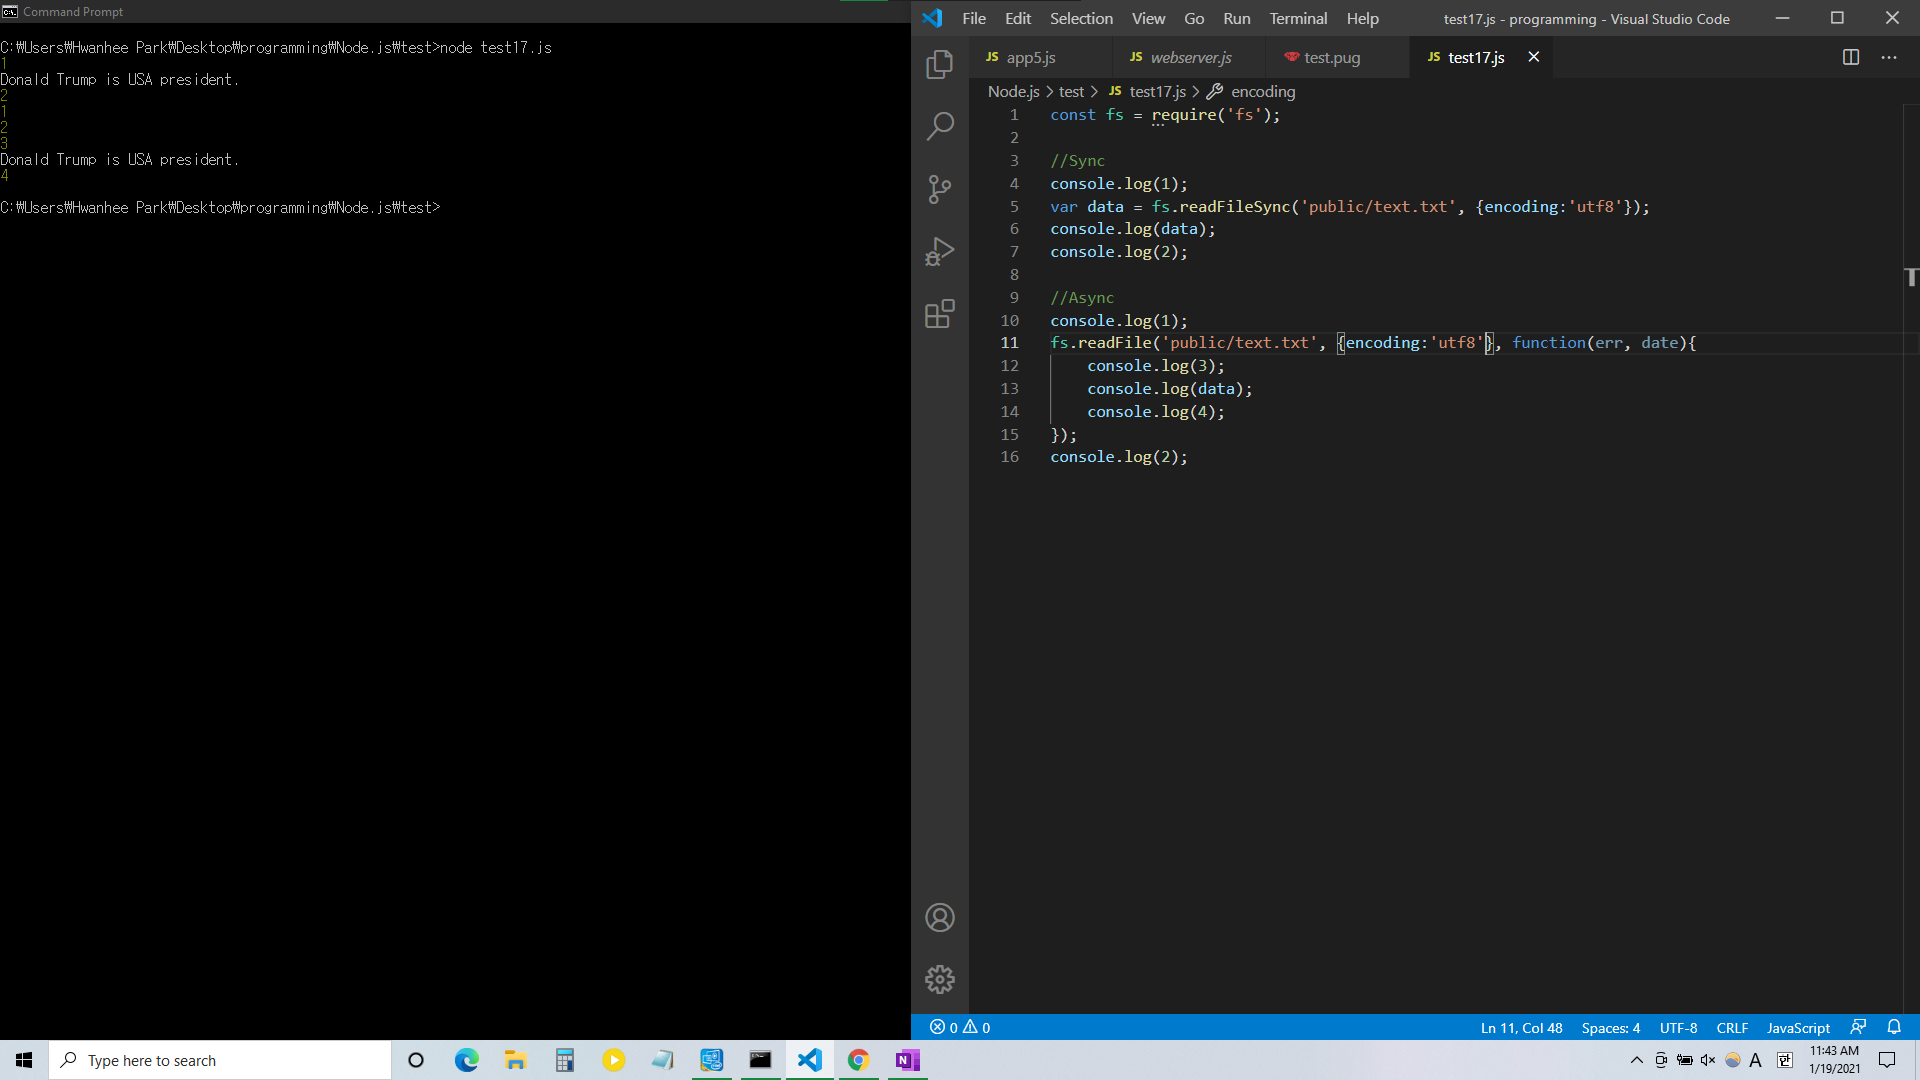 Command Prompt
C:₩Users₩Hwanhee Park₩Desktop₩programming₩Node.js₩test>node test17.js
1
Donald Trump is USA president.
2
1
2
3
Donald Trump is USA president.
4
C:₩Users₩Hwanhee Park₩Desktop₩programming₩Node.js₩test>
File Edit Selection View Go Run Terminal Help
test17.js - programming - Visual Studio Code
JS app5.js
JS webserver.js
test.pug
JS test17.js
Node.js > test > JS test17.js > encoding
1 const fs = require('fs');
2
3 //Sync
4 console.log(1);
5 var data = fs.readFileSync('public/text.txt', {encoding:'utf8'});
6 console.log(data);
7 console.log(2);
8
9 //Async
10 console.log(1);
11 fs.readFile('public/text.txt', {encoding:'utf8'}, function(err, date){
12 console.log(3);
13 console.log(data);
14 console.log(4);
15 });
16 console.log(2);
0 0
Ln 11, Col 48 Spaces: 4 UTF-8 CRLF JavaScript
Type here to search
N
A
한
11:43 AM
1/19/2021